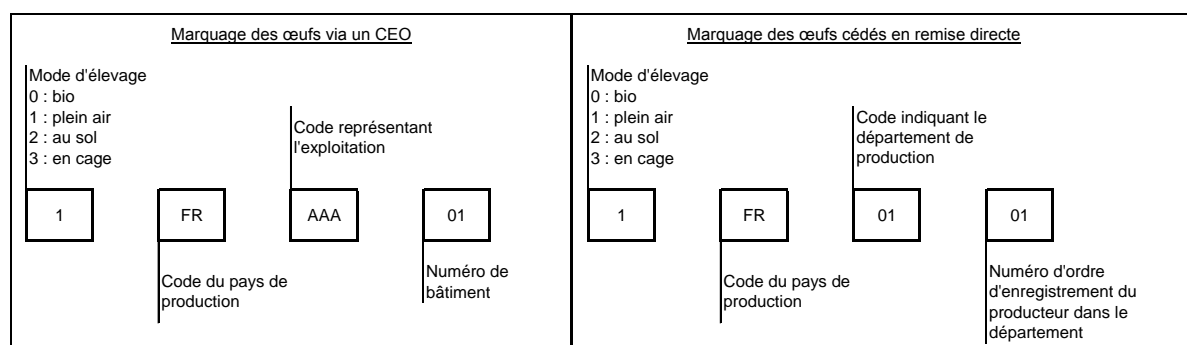 Marquage des œufs via un CEO
Mode d'élevage
0 : bio
1 : plein air
2 : au sol
3 : en cage
Code représentant
l'exploitation
1
FR
AAA
01
Code du pays de
production
Numéro de
bâtiment
Marquage des œufs cédés en remise directe
Mode d'élevage
0 : bio
1 : plein air
2 : au sol
3 : en cage
Code indiquant le
département de
production
1
FR
01
01
Code du pays de
production
Numéro d'ordre
d'enregistrement du
producteur dans le
département